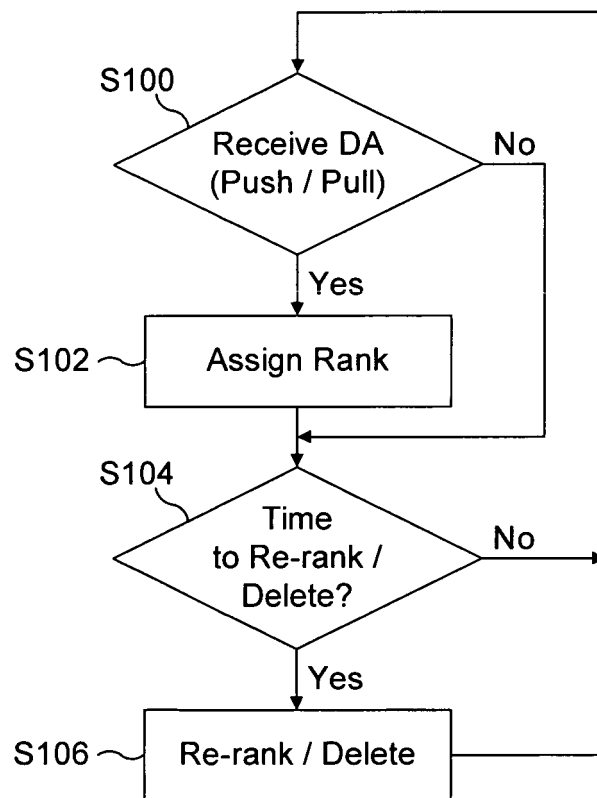 S100
Receive DA
(Push / Pull)
No
Yes
S102
Assign Rank
S104
Time
to Re-rank /
Delete?
No
Yes
S106
Re-rank / Delete